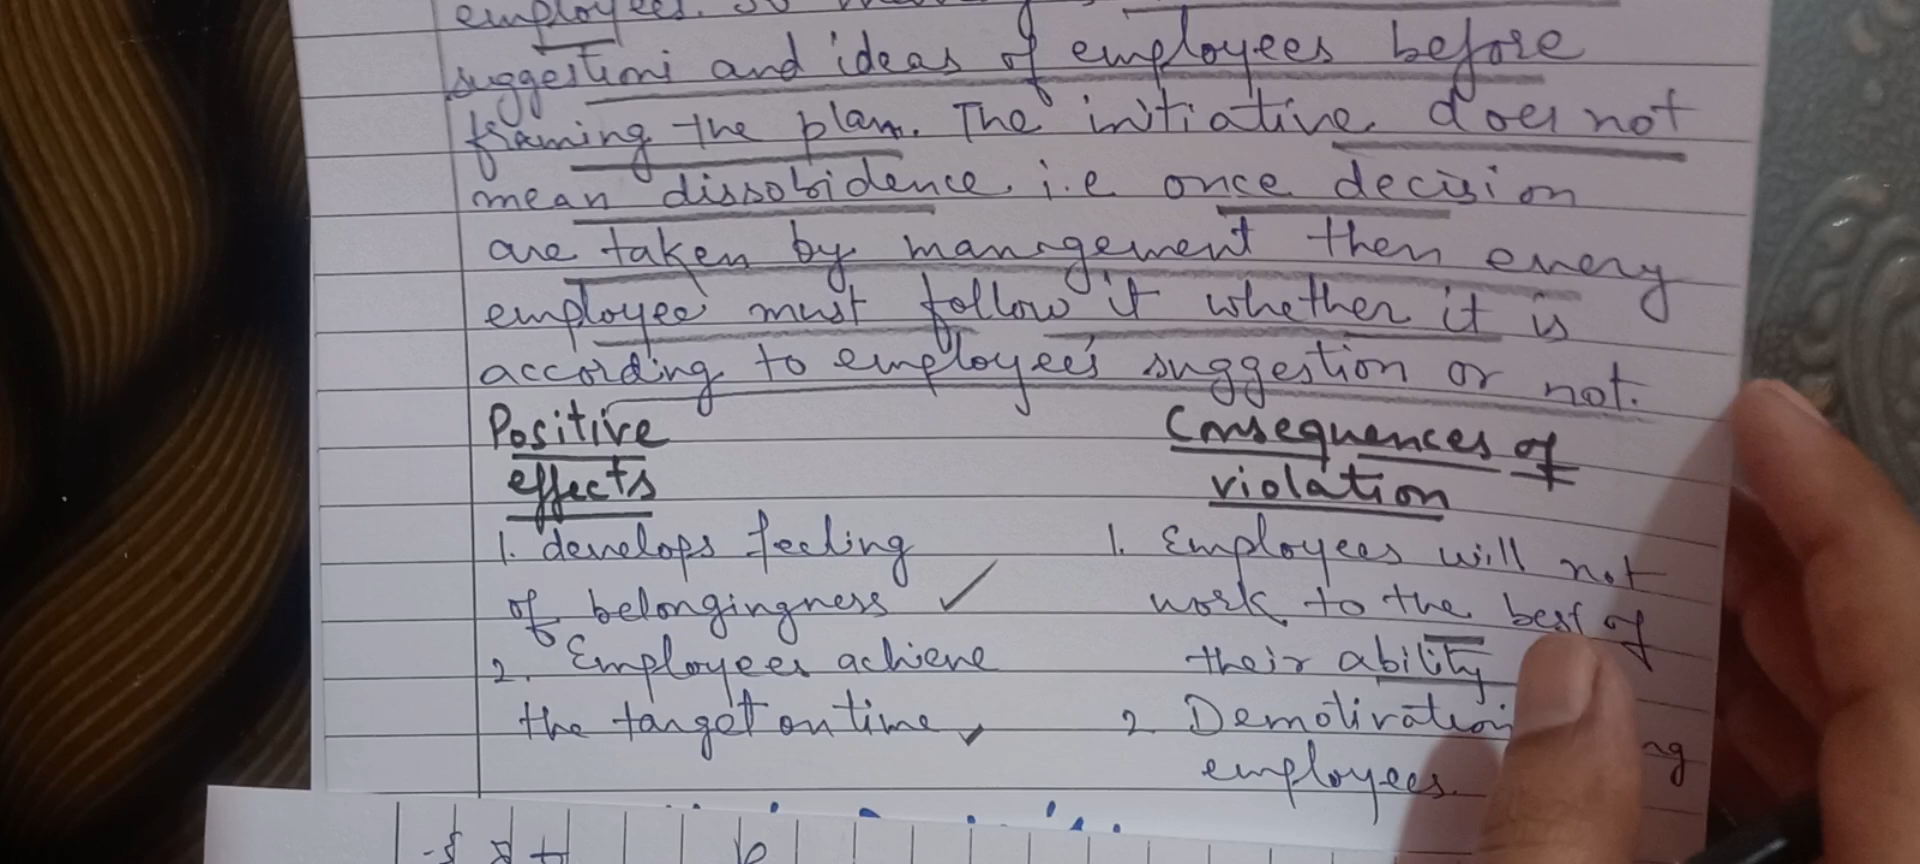 employees. So
suggestions and ideas of employees before
framing the plan. The initiative does not
mean dissobidence i.e once decision
are taken by management then every
employee must follow it whether it is
according to employee's suggestion or not.
Positive effects
1. develops feeling
of belongingness ✓
2. Employees achieve
the target on time ✓
Consequences of
violation
1. Employees will not
work to the best of
their ability
2 Demotivation
employees.